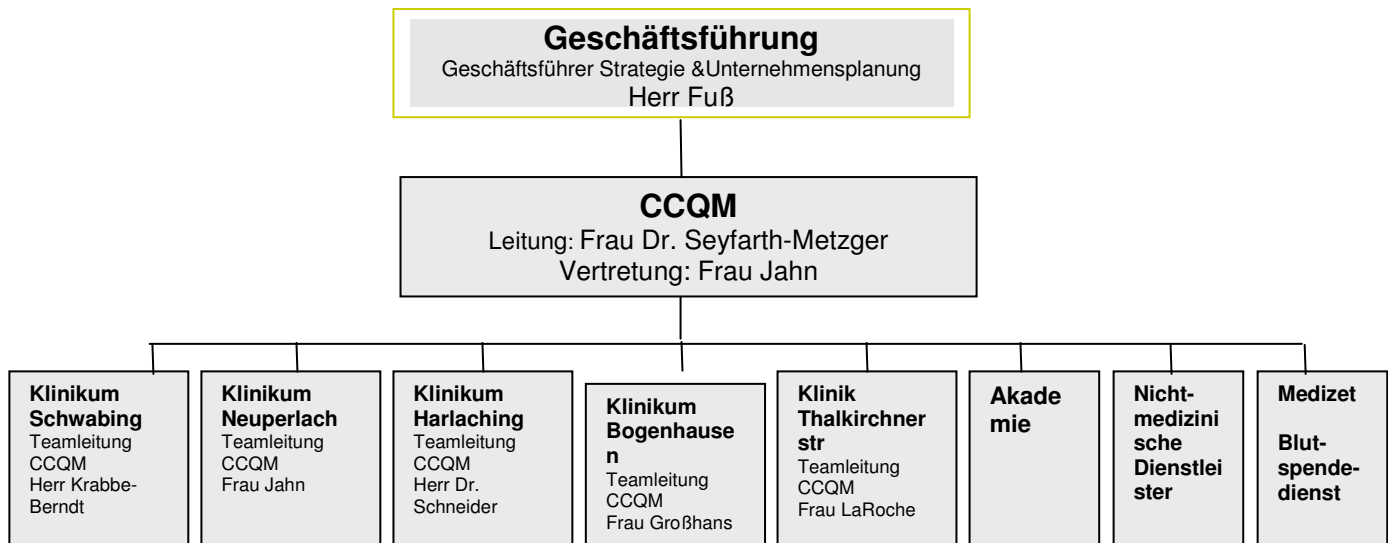 Geschäftsführung
Geschäftsführer Strategie &Unternehmensplanung
Herr Fuß
CCQM
Leitung: Frau Dr. Seyfarth-Metzger
Vertretung: Frau Jahn
Klinikum
Schwabing
Teamleitung
CCQM
Herr Krabbe-
Berndt
Klinikum
Neuperlach
Teamleitung
CCQM
Frau Jahn
Klinikum
Harlaching
Teamleitung
CCQM
Herr Dr.
Schneider
Klinikum
Bogenhause
n
Teamleitung
CCQM
Frau Großhans
Klinik
Thalkirchner
str
Teamleitung
CCQM
Frau LaRoche
Akade
mie
Nicht-
medizini
sche
Dienstlei
ster
Medizet
Blut-
spende-
dienst